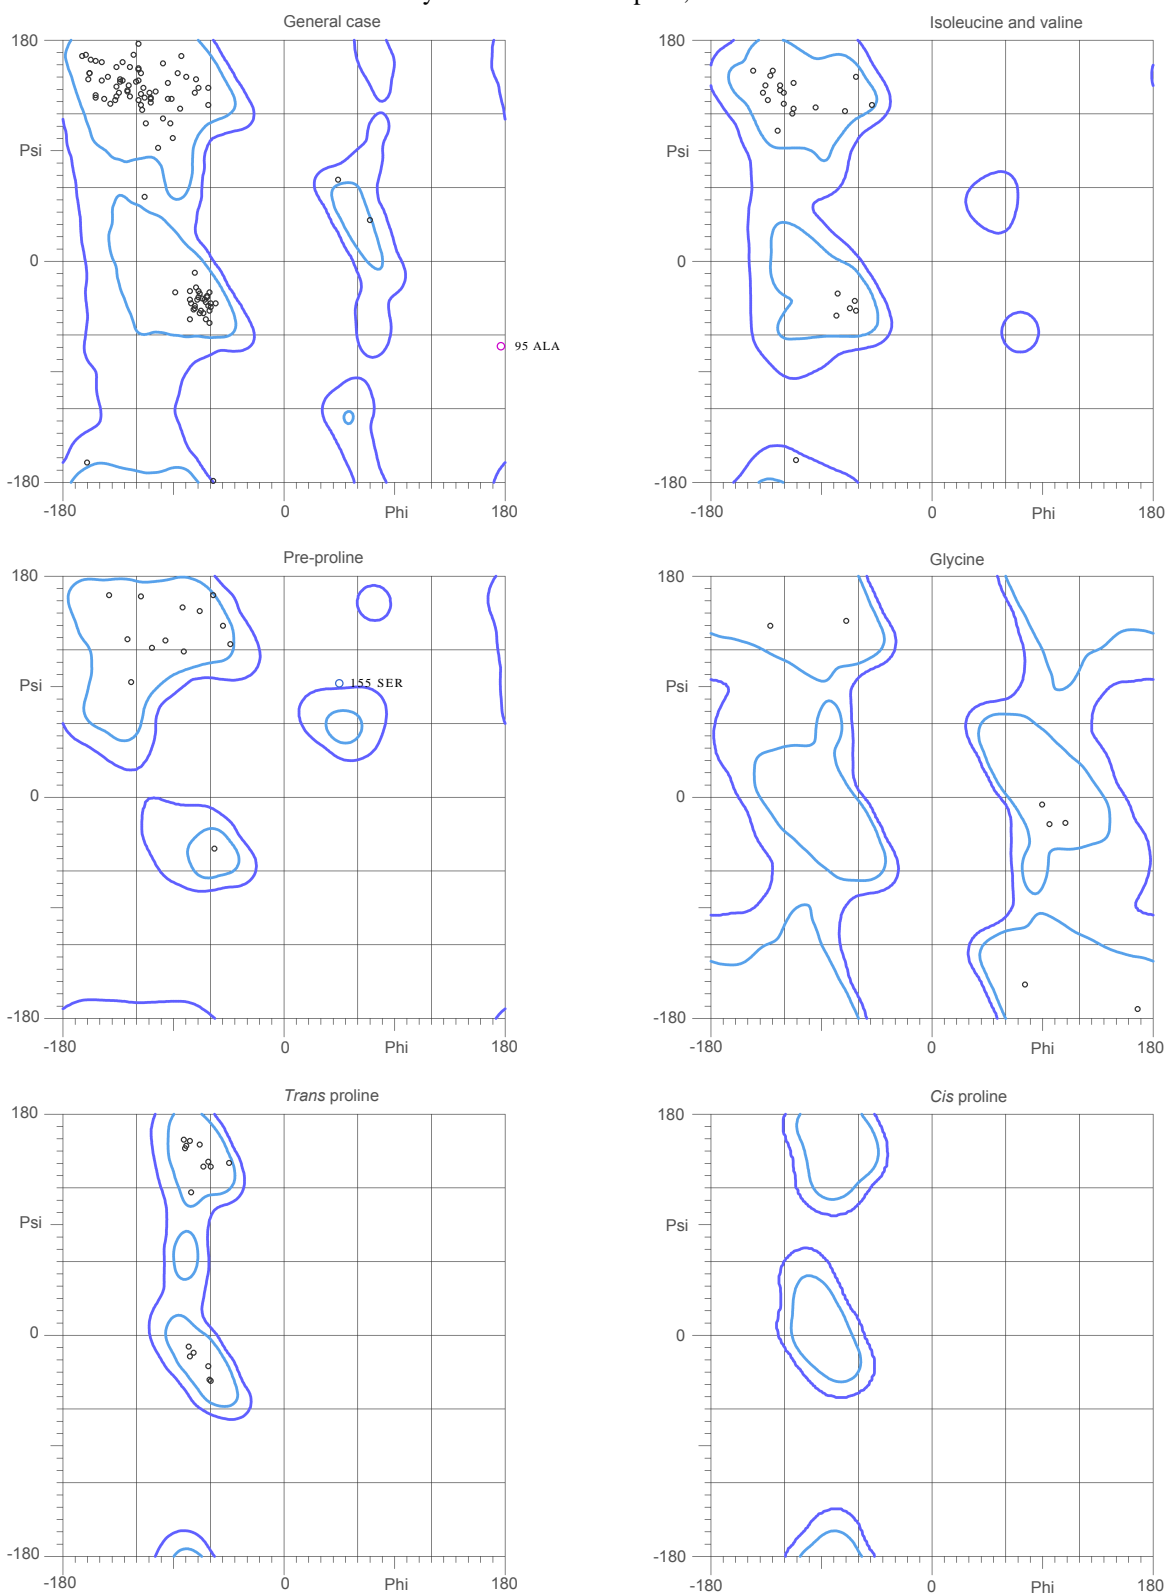 General case
180
Psi
0
-180
-180
0
Phi
180
95 ALA
Isoleucine and valine
180
Psi
0
-180
-180
0
Phi
180
Pre-proline
180
Psi
0
-180
-180
0
Phi
180
155 SER
Glycine
180
Psi
0
-180
-180
0
Phi
180
Trans proline
180
Psi
0
-180
-180
0
Phi
180
Cis proline
180
Psi
0
-180
-180
0
Phi
180